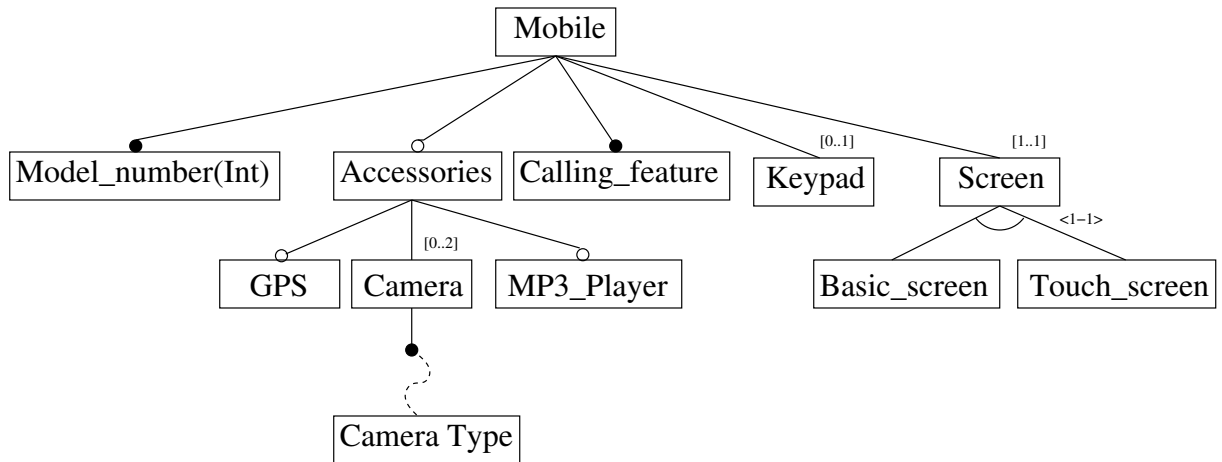 Mobile
[0..1]
[1..1]
Model_number(Int)
Accessories
Calling_feature
Keypad
Screen
[0..2]
<1−1>
GPS
Camera
MP3_Player
Basic_screen
Touch_screen
Camera Type